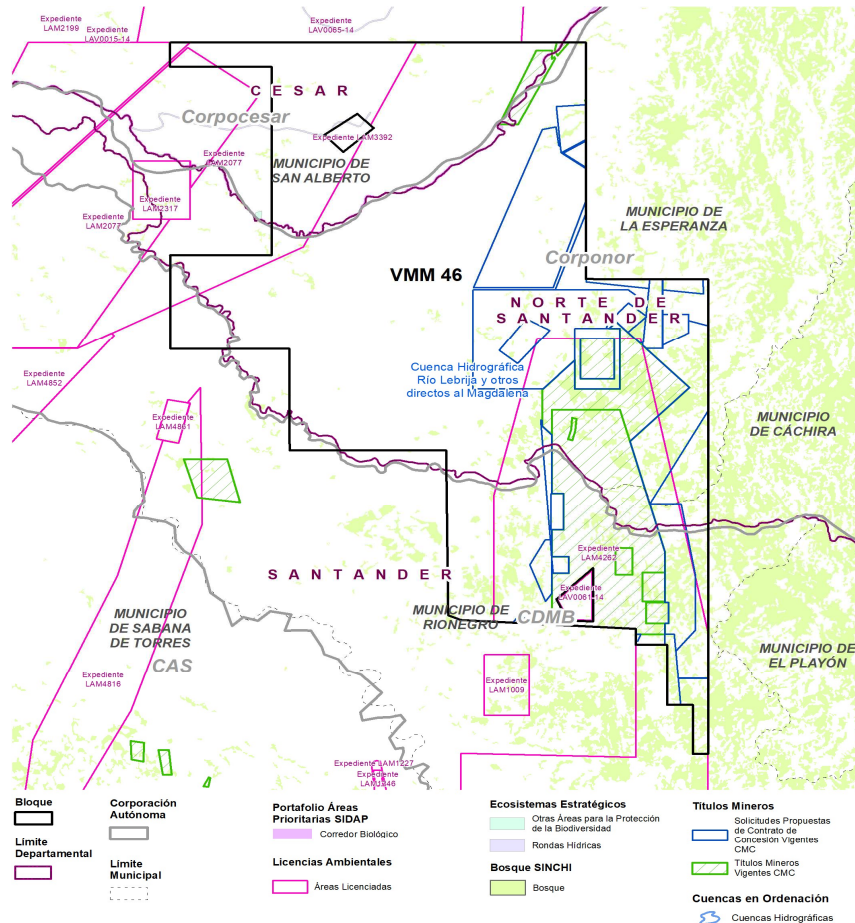 Expediente
LAM2199
Expediente
LAV0015-14
Expediente
LAV0065-14
CESAR
Corpocesar
Expediente LAM3392
Expediente
LAM2077
MUNICIPIO DE
SAN ALBERTO
Expediente
LAM2317
Expediente
LAM2077
MUNICIPIO DE
LA ESPERANZA
Corponor
VMM 46
NORTE DE
SANTANDER
Cuenca Hidrográfica
Río Lebrija y otros
directos al Magdalena
Expediente
LAM4852
Expediente
LAM4861
MUNICIPIO
DE CÁCHIRA
Expediente
LAM4262
SANTANDER
Expediente
LAV0061-14
MUNICIPIO
DE SABANA
DE TORRES
MUNICIPIO DE
RIONEGRO
CDMB
MUNICIPIO DE
EL PLAYÓN
CAS
Expediente
LAM4816
Expediente
LAM1009
Expediente LAM1227
Expediente
Bloque
Límite
Departamental
Corporación
Autónoma
Límite
Municipal
Portafolio Áreas
Prioritarias SIDAP
Corredor Biológico
Licencias Ambientales
Áreas Licenciadas
Ecosistemas Estratégicos
Otras Áreas para la Protección
de la Biodiversidad
Rondas Hídricas
Bosque SINCHI
Bosque
Títulos Mineros
Solicitudes Propuestas
de Contrato de
Concesión Vigentes
CMC
Títulos Mineros
Vigentes CMC
Cuencas en Ordenación
Cuencas Hidrográficas